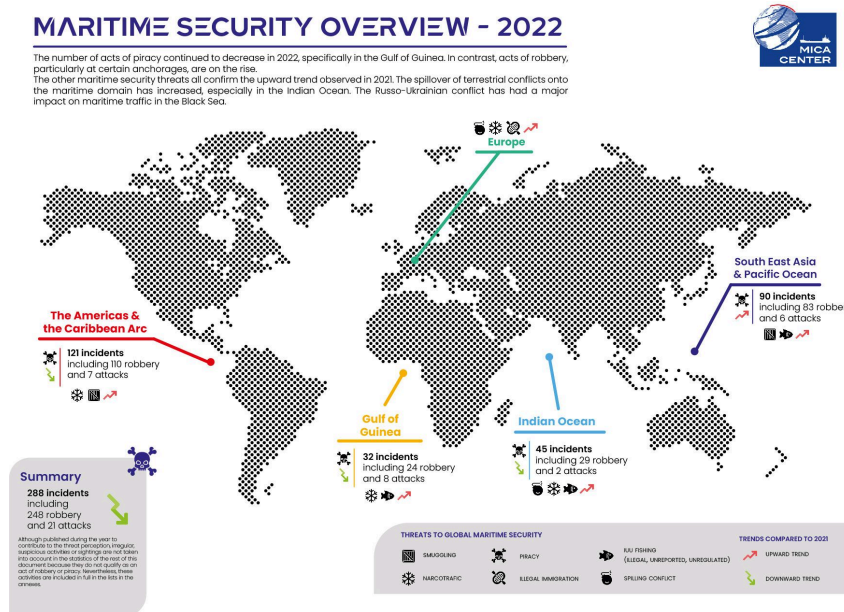 MARITIME SECURITY OVERVIEW - 2022
MICA
CENTER
The number of acts of piracy continued to decrease in 2022, specifically in the Gulf of Guinea. In contrast, acts of robbery,
particularly at certain anchorages, are on the rise.
The other maritime security threats all confirm the upward trend observed in 2021. The spillover of terrestrial conflicts onto
the maritime domain has increased, especially in the Indian Ocean. The Russo-Ukrainian conflict has had a major
impact on maritime traffic in the Black Sea.
Europe
South East Asia
& Pacific Ocean
90 incidents
including 83 robbe
and 6 attacks
The Americas &
the Caribbean Arc
121 incidents
including 110 robbery
and 7 attacks
Gulf of
Guinea
32 incidents
including 24 robbery
and 8 attacks
Indian Ocean
45 incidents
including 29 robbery
and 2 attacks
Summary
288 incidents
including
248 robbery
and 21 attacks
Although published during the year to
contribute to the threat perception, irregular,
suspicious activities or sightings are not taken
into account in the statistics of the rest of this
document because they do not qualify as an
act of robbery or piracy. Nevertheless, these
activities are included in full in the lists in the
annexes.
THREATS TO GLOBAL MARITIME SECURITY
SMUGGLING
PIRACY
IUU FISHING
(ILLEGAL, UNREPORTED, UNREGULATED)
NARCOTRAFIC
ILLEGAL IMMIGRATION
SPILLING CONFLICT
TRENDS COMPARED TO 2021
UPWARD TREND
DOWNWARD TREND